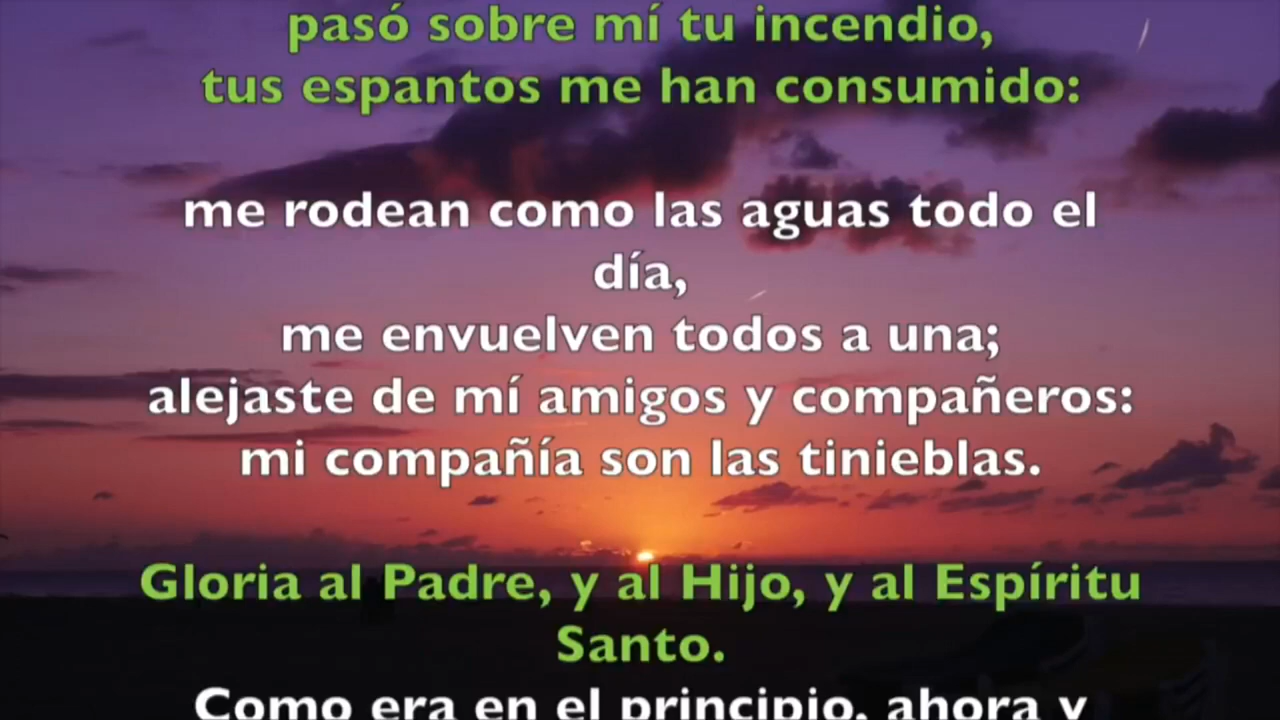 pasó sobre mí tu incendio,
tus espantos me han consumido:
me rodean como las aguas todo el
día,
me envuelven todos a una;
alejaste de mí amigos y compañeros:
mi compañía son las tinieblas.
Gloria al Padre, y al Hijo, y al Espíritu
Santo.
Como era en el principio, ahora y